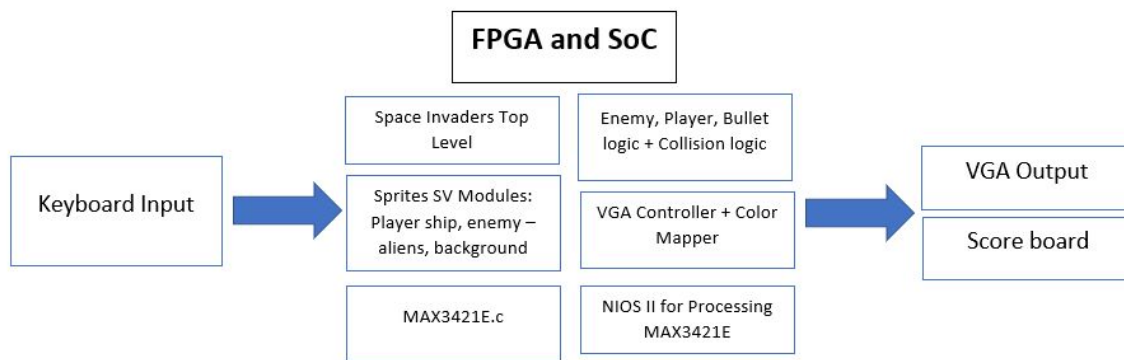 FPGA and SoC
Space Invaders Top
Level
Enemy, Player, Bullet
logic + Collision logic
Keyboard Input
Sprites SV Modules:
Player ship, enemy –
aliens, background
VGA Controller + Color
Mapper
VGA Output
Score board
MAX3421E.c
NIOS II for Processing
MAX3421E